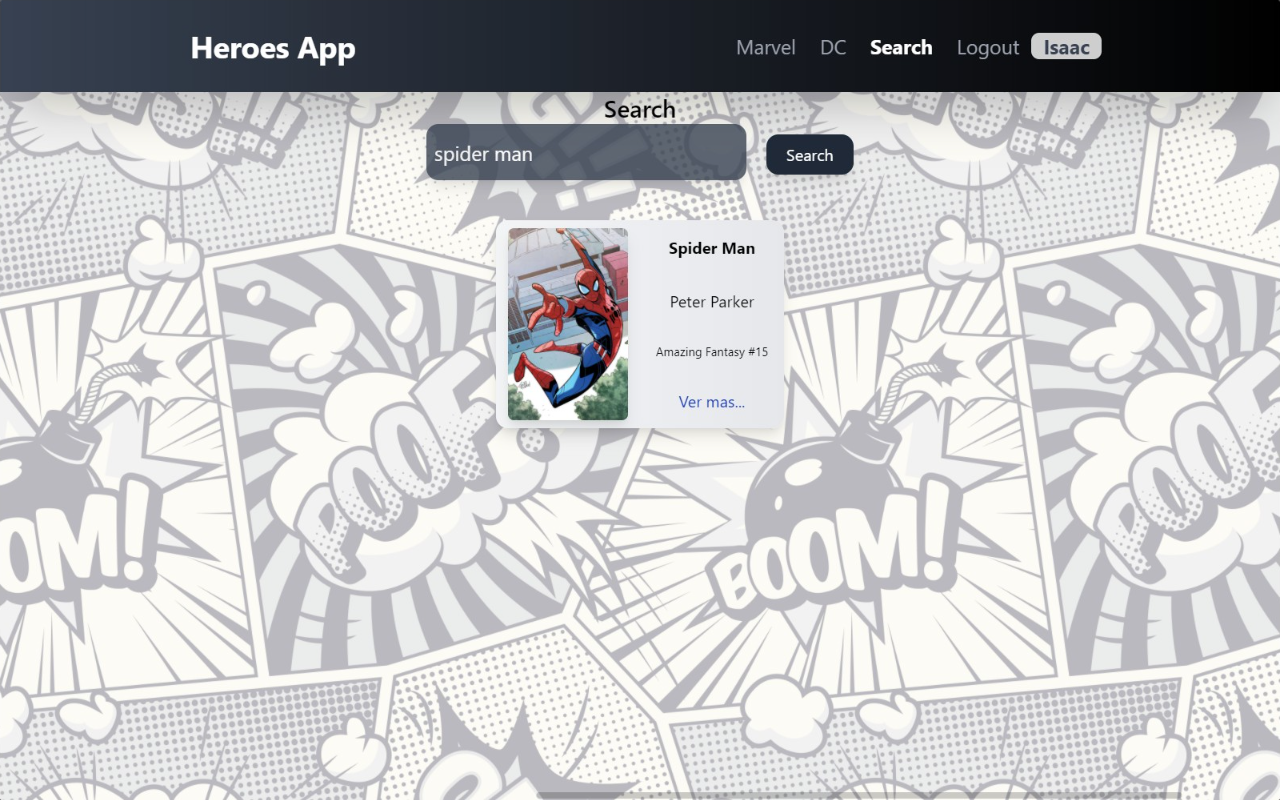 Heroes App
Marvel DC Search Logout Isaac
Search
spider man
Search
Spider Man
Peter Parker
Amazing Fantasy #15
Ver mas...
POOF
POOF
OM!
BOOM!